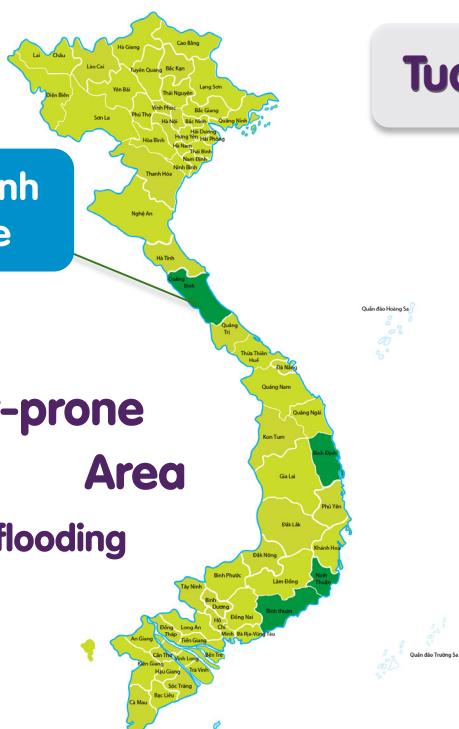 Tuc
nh
e
-prone
Area
flooding
Lai Châu
Hà Giang
Cao Bằng
Lào Cai
Tuyên Quang
Bắc Kạn
Điện Biên
Yên Bái
Thái Nguyên
Lạng Sơn
Sơn La
Phú Thọ
Vĩnh Phúc
Hà Nội
Bắc Ninh
Bắc Giang
Quảng Ninh
Hòa Bình
Hưng Yên
Hải Dương
Hải Phòng
Hà Nam
Thái Bình
Nam Định
Ninh Bình
Thanh Hóa
Nghệ An
Hà Tĩnh
Quảng
Bình
Quảng
Trị
Thừa Thiên
Huế
Đà Nẵng
Quần đảo Hoàng Sa
Quảng Nam
Quảng Ngãi
Kon Tum
Bình Định
Gia Lai
Phú Yên
Đắk Lắk
Khánh Hoà
Đắk Nông
Bình Phước
Lâm Đồng
Ninh
Thuận
Tây Ninh
Bình
Dương
Đồng Nai
Bình thuận
Hồ
Chí
Minh
Bà Rịa-Vũng Tàu
Long An
Đồng
Tháp
Tiền Giang
An Giang
Cần Thơ
Vĩnh Long
Bến Tre
Kiên Giang
Hậu Giang
Trà Vinh
Sóc Trăng
Bạc Liêu
Cà Mau
Quần đảo Trường Sa